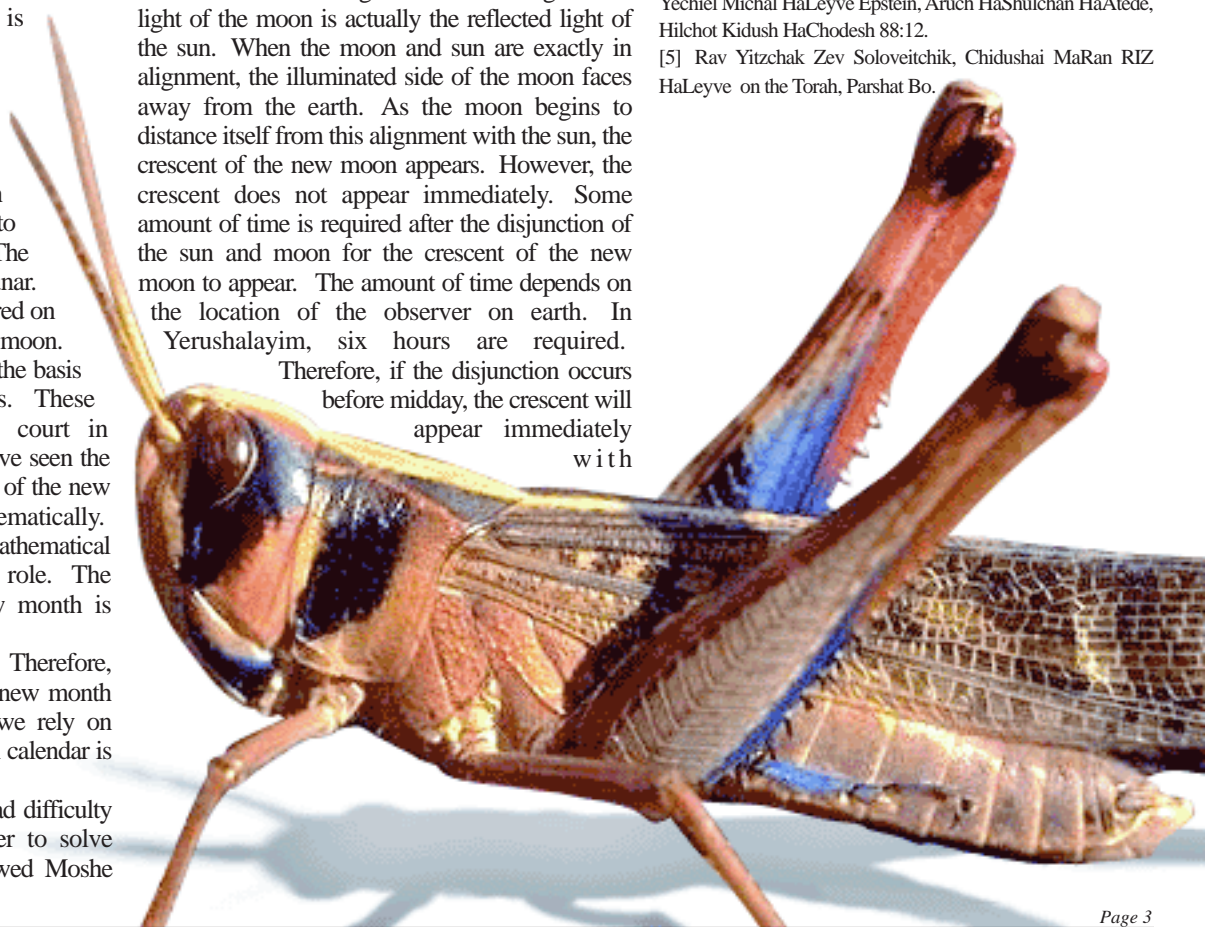 is
to
The
nar.
red on
moon.
the basis
s. These
court in
ve seen the
of the new
ematically.
athematical
role. The
month is
Therefore,
new month
we rely on
calendar is
ad difficulty
er to solve
wed Moshe
light of the moon is actually the reflected light of
the sun. When the moon and sun are exactly in
alignment, the illuminated side of the moon faces
away from the earth. As the moon begins to
distance itself from this alignment with the sun, the
crescent of the new moon appears. However, the
crescent does not appear immediately. Some
amount of time is required after the disjunction of
the sun and moon for the crescent of the new
moon to appear. The amount of time depends on
the location of the observer on earth. In
Yerushalayim, six hours are required.
Therefore, if the disjunction occurs
before midday, the crescent will
appear immediately
with
Yechiel Michal HaLeyve Epstein, Aruch HaShulchan HaAtede,
Hilchot Kidush HaChodesh 88:12.
[5] Rav Yitzchak Zev Soloveitchik, Chidushai MaRan RIZ
HaLeyve on the Torah, Parshat Bo.
Page 3